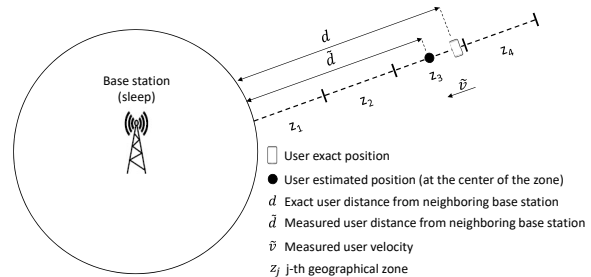 d
d̃
Base station
(sleep)
z₁
z₂
z₃
z₄
ṽ
User exact position
User estimated position (at the center of the zone)
d Exact user distance from neighboring base station
d̃ Measured user distance from neighboring base station
ṽ Measured user velocity
zⱼ j-th geographical zone